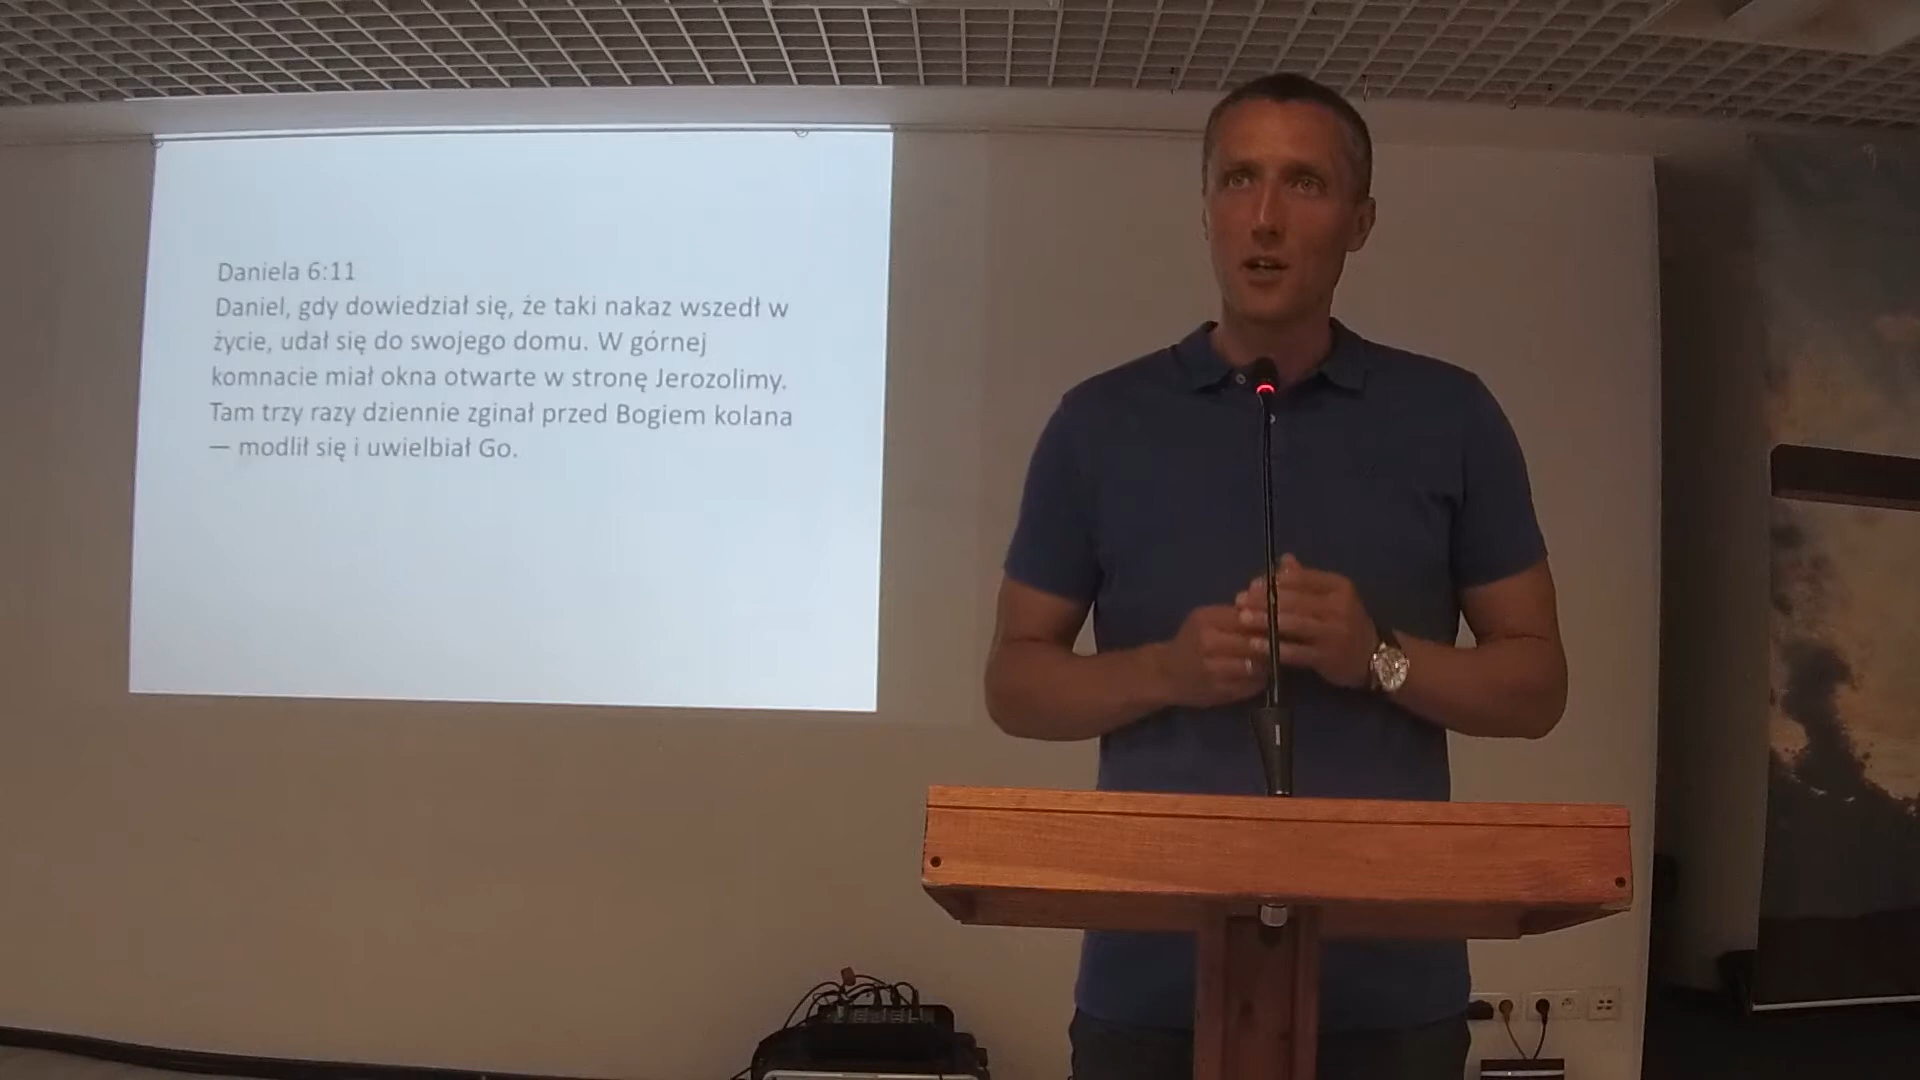 Daniela 6:11
Daniel, gdy dowiedział się, że taki nakaz wszedł w
życie, udał się do swojego domu. W górnej
komnacie miał okna otwarte w stronę Jerozolimy.
Tam trzy razy dziennie zginał przed Bogiem kolana
— modlił się i uwielbiał Go.